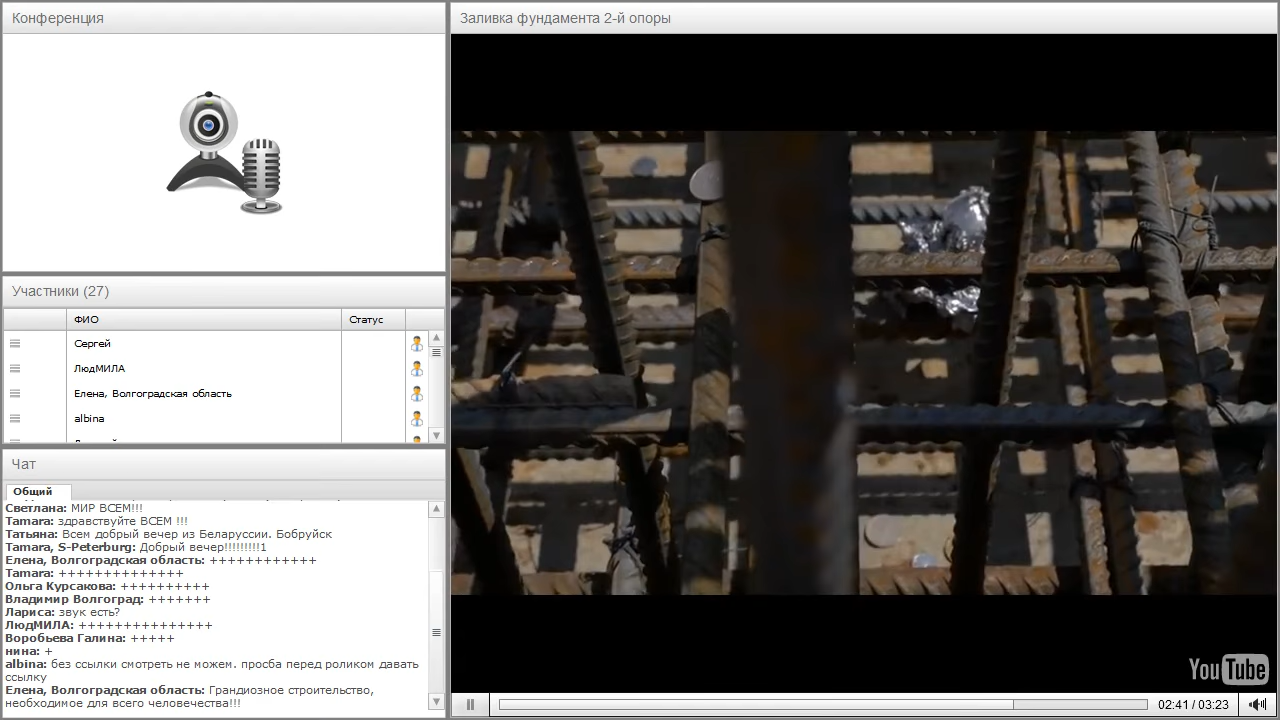 Конференция
Заливка фундамента 2-й опоры
Участники (27)
ФИО
Статус
Сергей
ЛюдМИЛА
Елена, Волгоградская область
albina
Чат
Общий
Светлана: МИР ВСЕМ!!!
Tamara: здравствуйте ВСЕМ !!!
Татьяна: Всем добрый вечер из Беларуссии. Бобруйск
Tamara, S-Peterburg: Добрый вечер!!!!!!!!!1
Елена, Волгоградская область: ++++++++++++
Tamara: ++++++++++++++
Ольга Курсакова: ++++++++++
Владимир Волгоград: +++++++
Лариса: звук есть?
ЛюдМИЛА: +++++++++++++++
Воробьева Галина: +++++
нина: +
albina: без ссылки смотреть не можем. просба перед роликом давать
ссылку
Елена, Волгоградская область: Грандиозное строительство,
необходимое для всего человечества!!!
YouTube
02:41 / 03:23